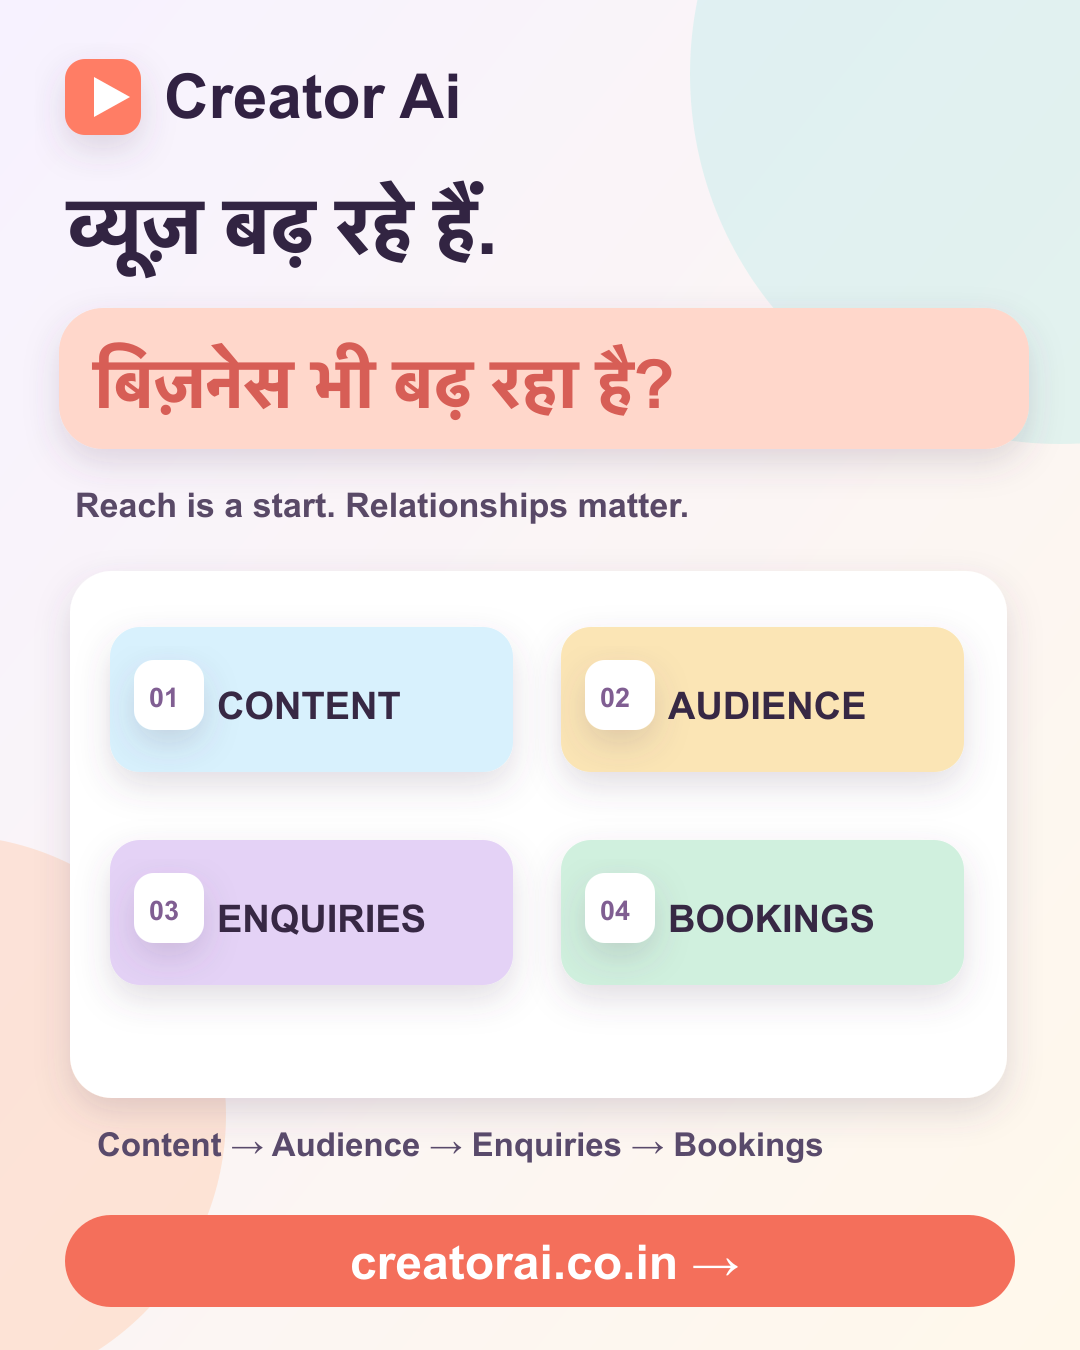 Creator Ai
व्यूज़ बढ़ रहे हैं.
बिज़नेस भी बढ़ रहा है?
Reach is a start. Relationships matter.
01 CONTENT
02 AUDIENCE
03 ENQUIRIES
04 BOOKINGS
Content → Audience → Enquiries → Bookings
creatorai.co.in →